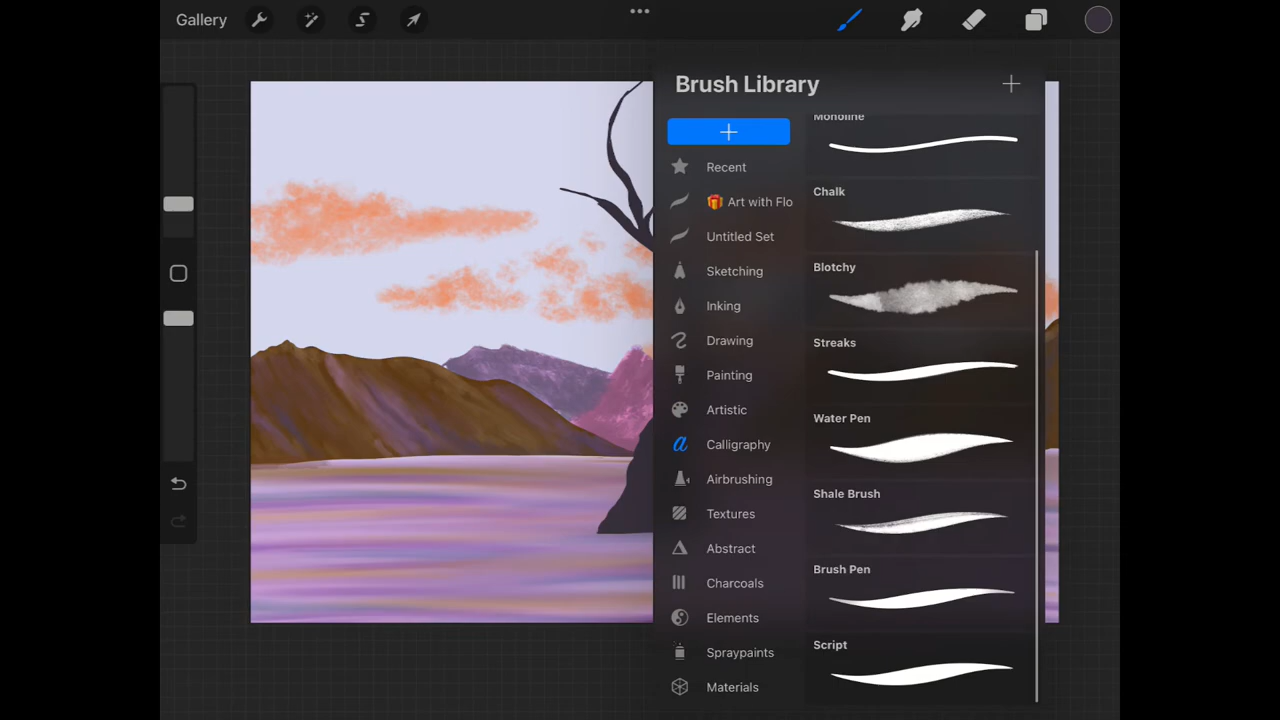 Gallery
Brush Library
Recent
🎁 Art with Flo
Untitled Set
Sketching
Inking
Drawing
Painting
Artistic
Calligraphy
Airbrushing
Textures
Abstract
Charcoals
Elements
Spraypaints
Materials
Monoline
Chalk
Blotchy
Streaks
Water Pen
Shale Brush
Brush Pen
Script